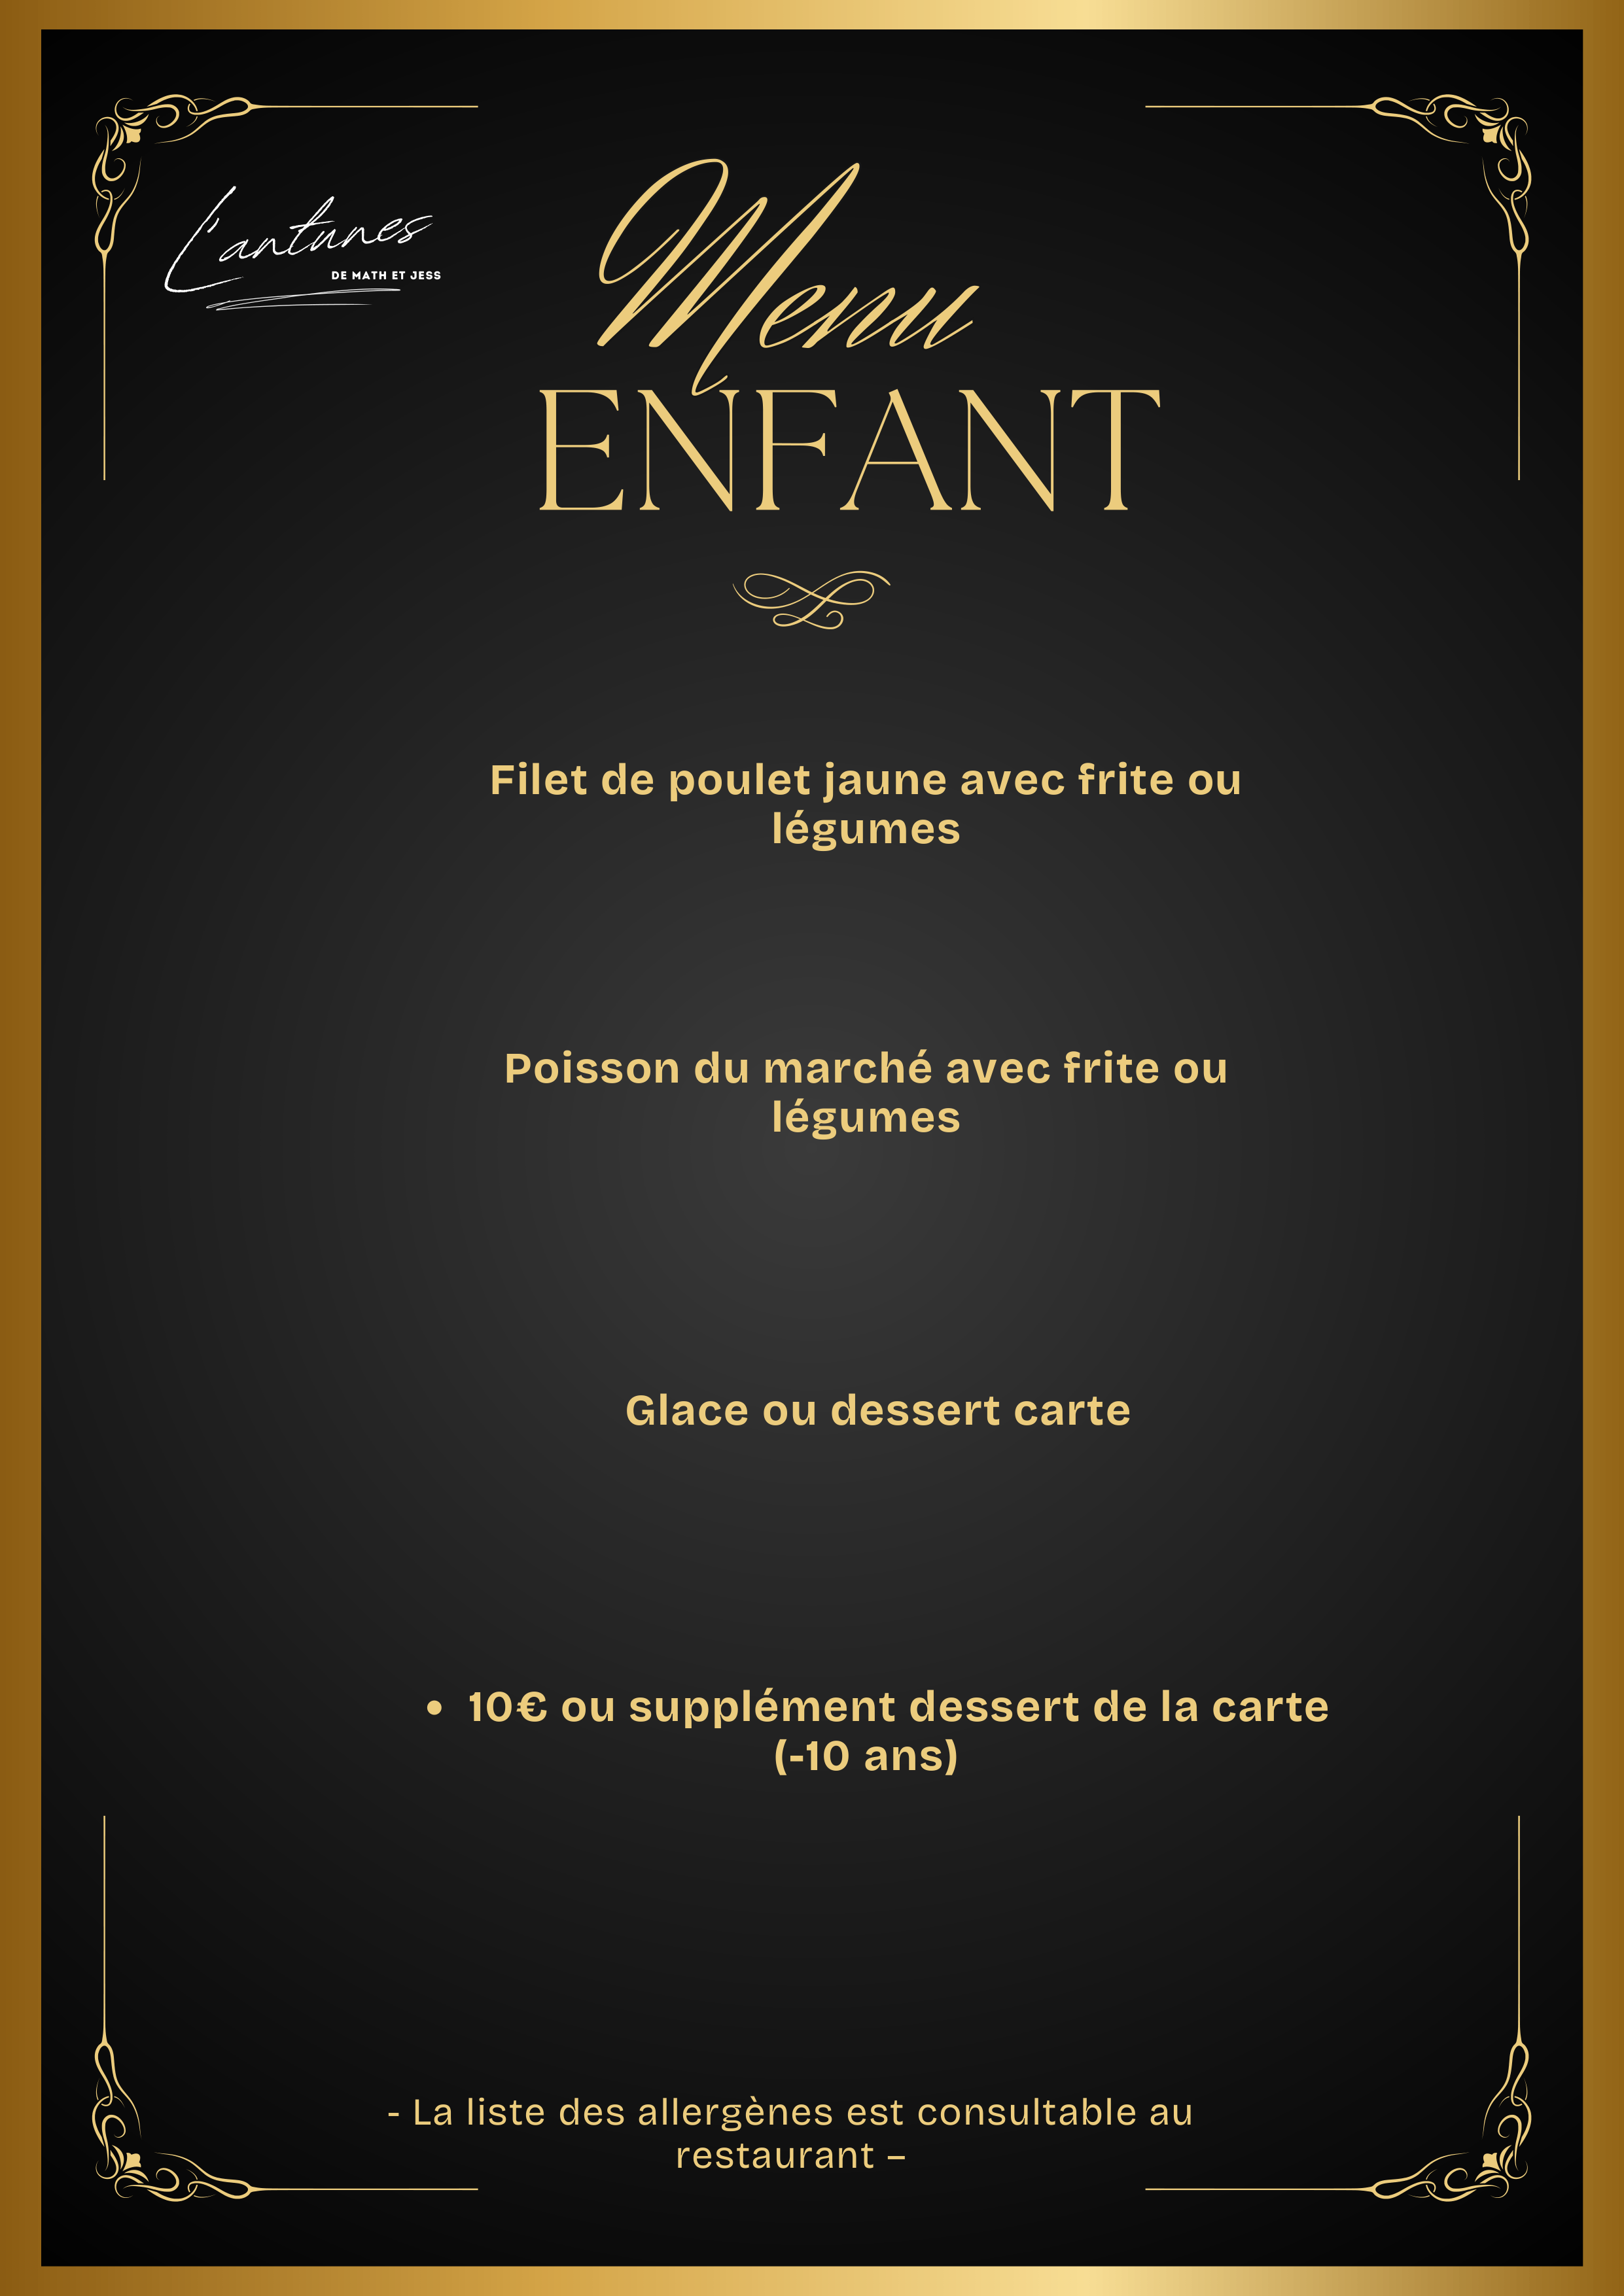 L'antunes
DE MATH ET JESS
Menu
ENFANT
Filet de poulet jaune avec frite ou
légumes
Poisson du marché avec frite ou
légumes
Glace ou dessert carte
• 10€ ou supplément dessert de la carte
(-10 ans)
- La liste des allergènes est consultable au
restaurant –